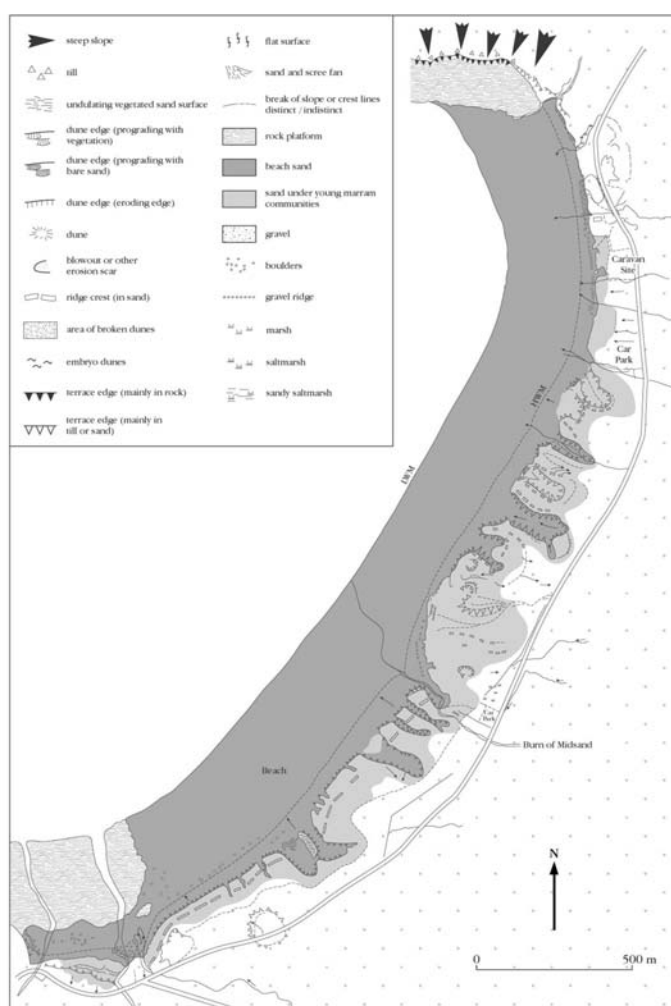 steep slope
till
undulating vegetated sand surface
dune edge (prograding with
vegetation)
dune edge (prograding with
bare sand)
dune edge (eroding edge)
dune
blowout or other
erosion scar
ridge crest (in sand)
area of broken dunes
embryo dunes
terrace edge (mainly in rock)
terrace edge (mainly in
till or sand)
flat surface
sand and scree fan
break of slope or crest lines
distinct / indistinct
rock platform
beach sand
sand under young marram
communities
gravel
boulders
gravel ridge
marsh
saltmarsh
sandy saltmarsh
Caravan
Site
Car
Park
HWM
LWM
Car
Park
Burn of Midsand
Beach
N
0
500 m